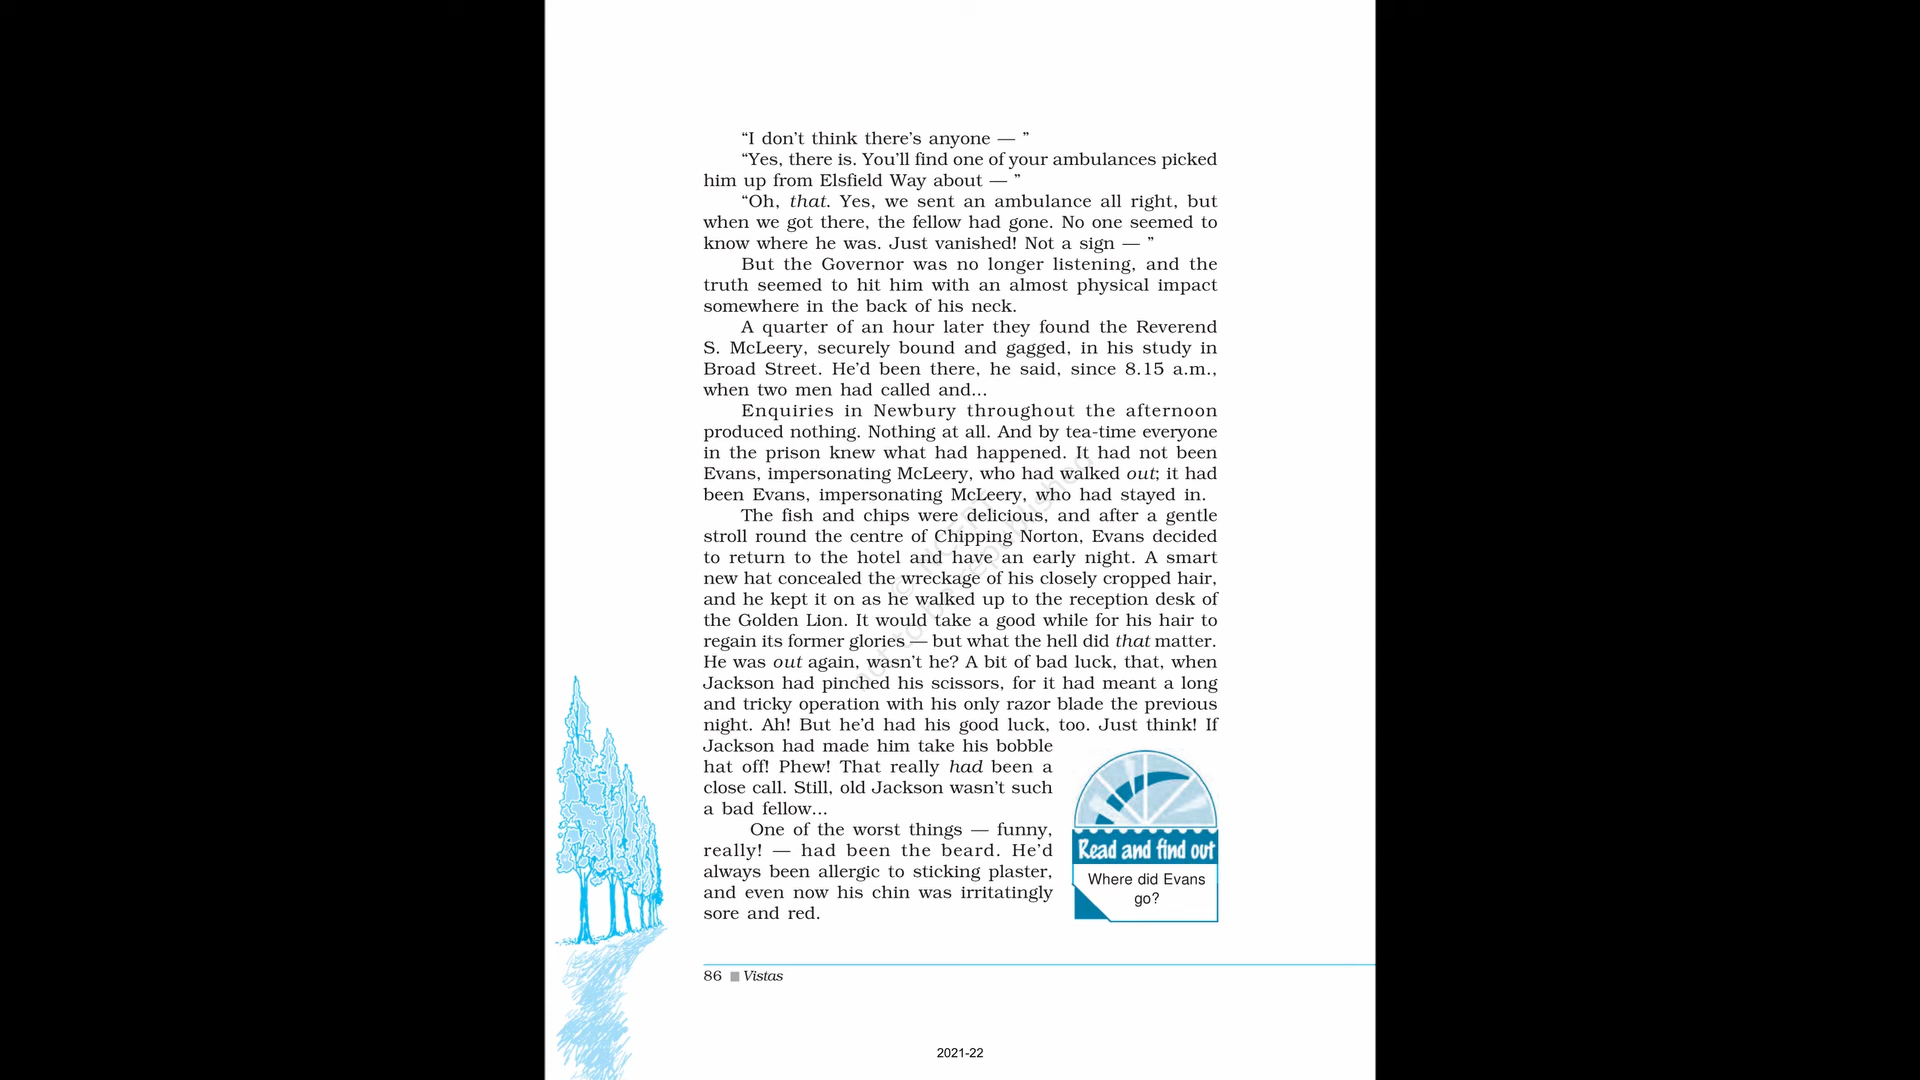 “I don’t think there’s anyone — ”
“Yes, there is. You’ll find one of your ambulances picked
him up from Elsfield Way about — ”
“Oh, that. Yes, we sent an ambulance all right, but
when we got there, the fellow had gone. No one seemed to
know where he was. Just vanished! Not a sign — ”
But the Governor was no longer listening, and the
truth seemed to hit him with an almost physical impact
somewhere in the back of his neck.
A quarter of an hour later they found the Reverend
S. McLeery, securely bound and gagged, in his study in
Broad Street. He’d been there, he said, since 8.15 a.m.,
when two men had called and...
Enquiries in Newbury throughout the afternoon
produced nothing. Nothing at all. And by tea-time everyone
in the prison knew what had happened. It had not been
Evans, impersonating McLeery, who had walked out; it had
been Evans, impersonating McLeery, who had stayed in.
The fish and chips were delicious, and after a gentle
stroll round the centre of Chipping Norton, Evans decided
to return to the hotel and have an early night. A smart
new hat concealed the wreckage of his closely cropped hair,
and he kept it on as he walked up to the reception desk of
the Golden Lion. It would take a good while for his hair to
regain its former glories — but what the hell did that matter.
He was out again, wasn’t he? A bit of bad luck, that, when
Jackson had pinched his scissors, for it had meant a long
and tricky operation with his only razor blade the previous
night. Ah! But he’d had his good luck, too. Just think! If
Jackson had made him take his bobble
hat off! Phew! That really had been a
close call. Still, old Jackson wasn’t such
a bad fellow...
One of the worst things — funny,
really! — had been the beard. He’d
always been allergic to sticking plaster,
and even now his chin was irritatingly
sore and red.
Read and find out
Where did Evans
go?
86 ■ Vistas
2021-22
© NCERT
not to be republished